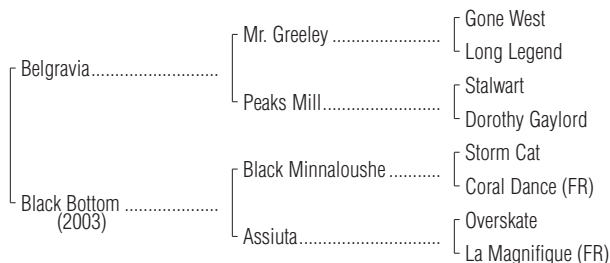 Gone West
Mr. Greeley ....................
Long Legend
Belgravia........................
Stalwart
Peaks Mill......................
Dorothy Gaylord
Storm Cat
Black Minnaloushe ..........
Coral Dance (FR)
Black Bottom .................
(2003)
Overskate
Assiuta..........................
La Magnifique (FR)